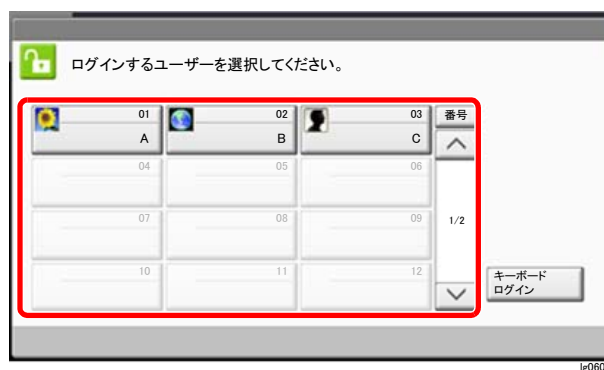 ログインするユーザーを選択してください。
01 02 03 番号
A B C
04 05 06
07 08 09 1/2
10 11 12
キーボード
ログイン
lg060